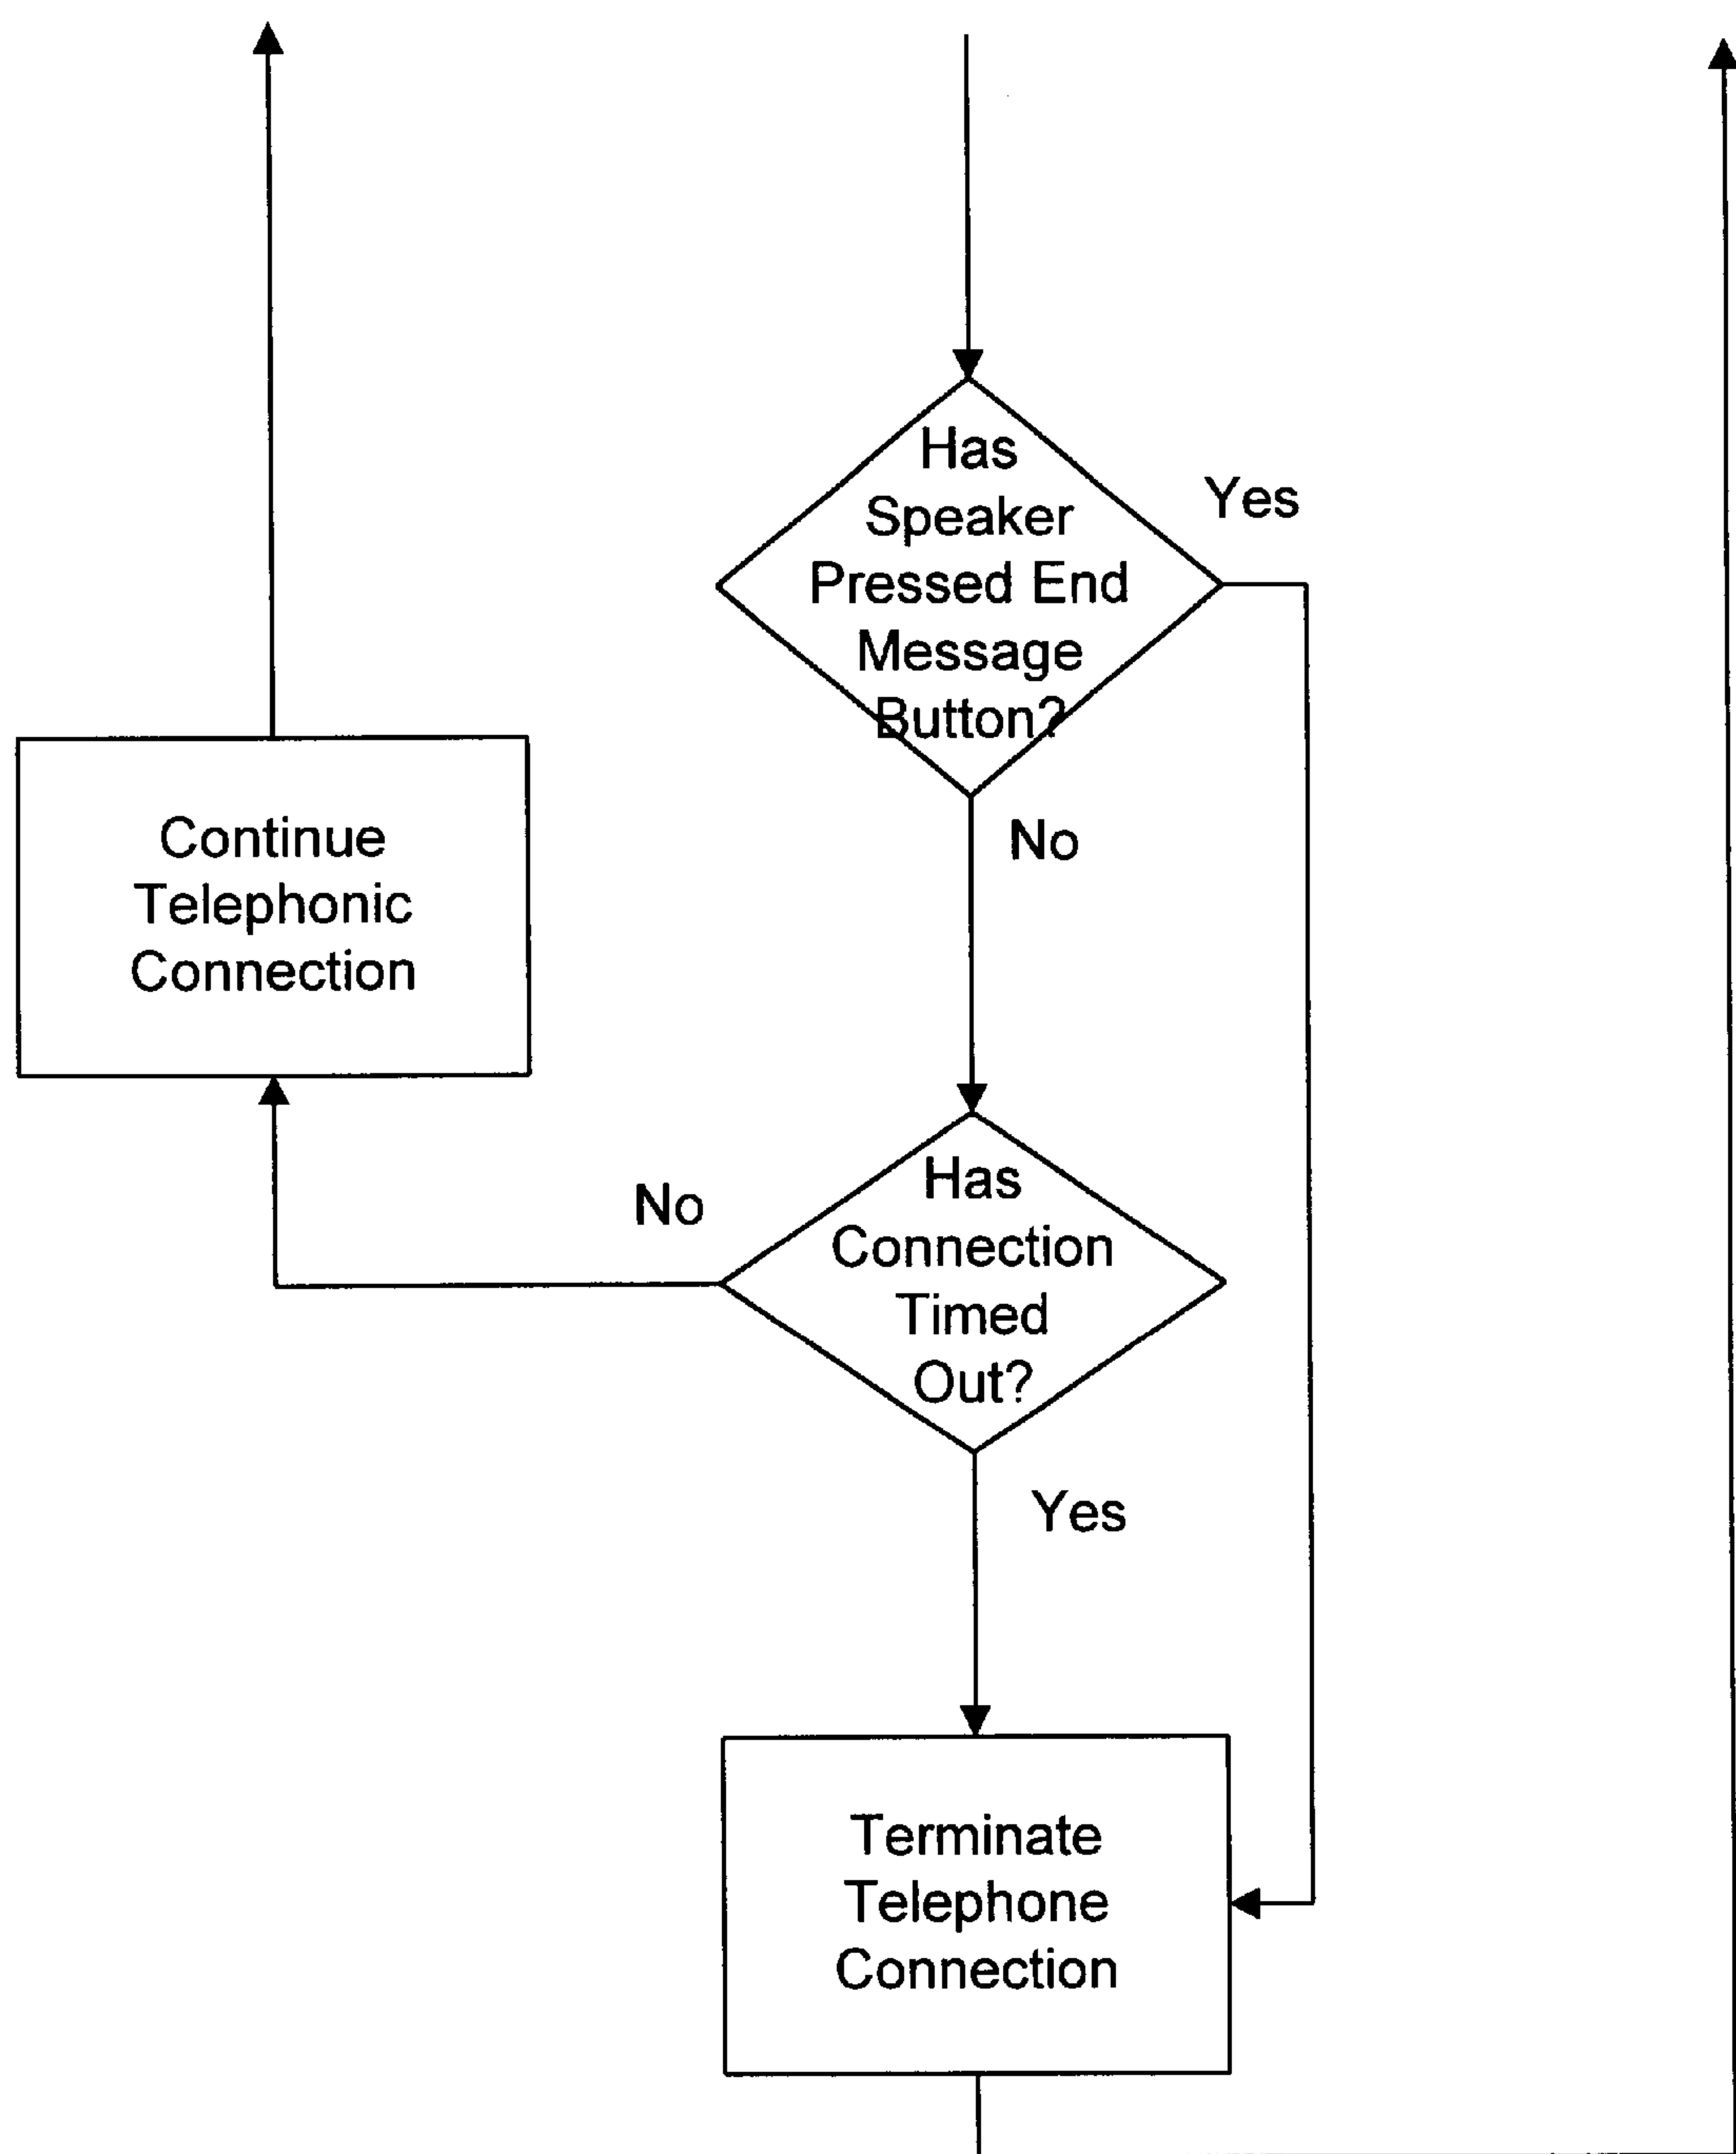 Has
Speaker
Pressed End
Message
Button?
Yes
Continue
Telephonic
Connection
No
Has
Connection
Timed
Out?
No
Yes
Terminate
Telephone
Connection